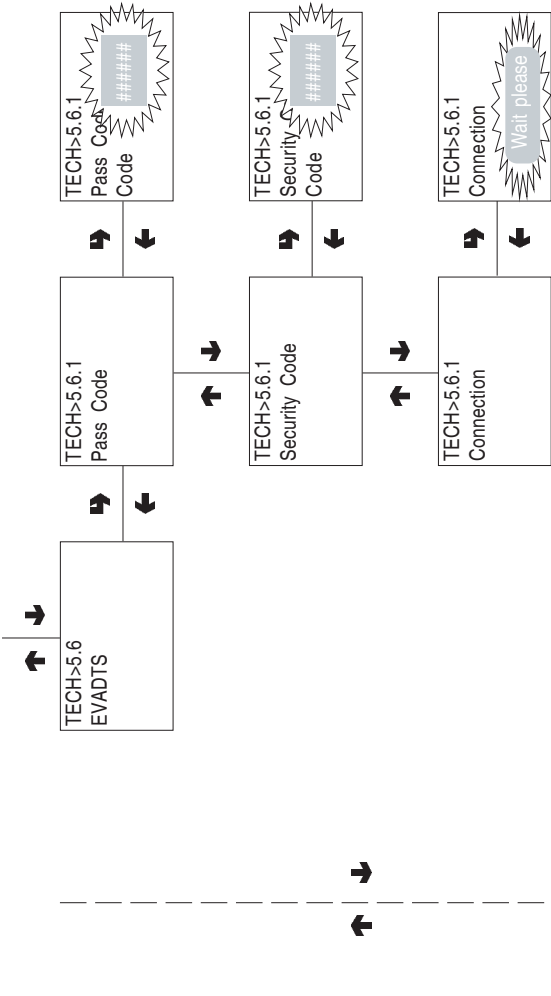 TECH>5.6
EVADTS
TECH>5.6.1
Pass Code
TECH>5.6.1
Pass Cod
Code
######
TECH>5.6.1
Security Code
TECH>5.6.1
Security C
Code
######
TECH>5.6.1
Connection
TECH>5.6.1
Connection
Wait please